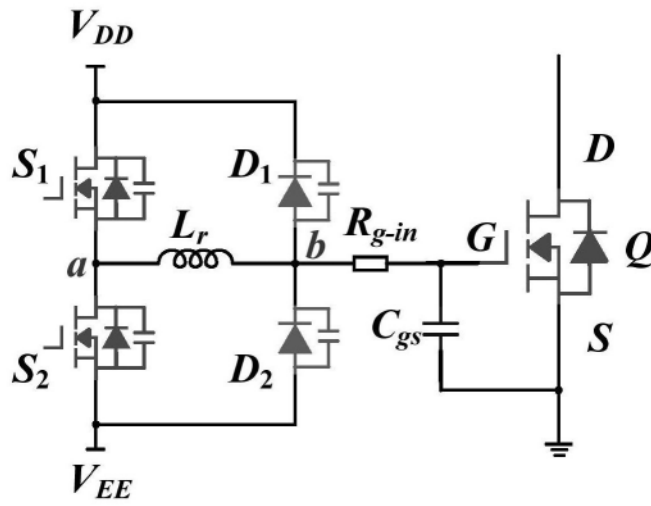 V_DD
S_1
D_1
D
L_r
R_g-in
G
Q
a
b
S_2
D_2
C_gs
S
V_EE